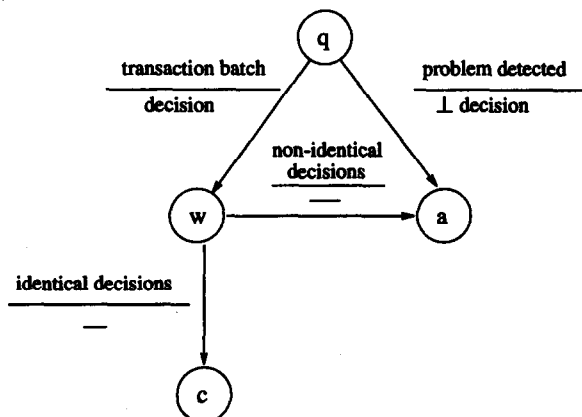 q
transaction batch
decision
problem detected
⊥ decision
non-identical
decisions
—
w
a
identical decisions
—
c